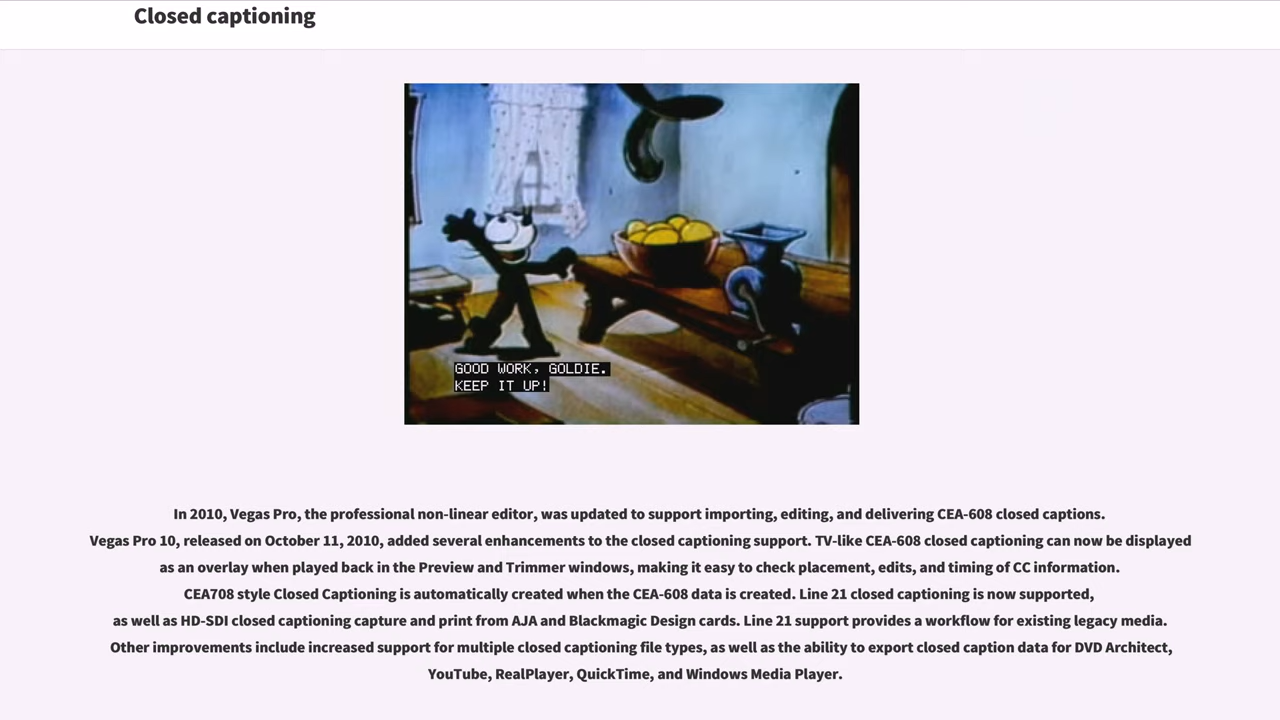 Closed captioning
GOOD WORK, GOLDIE.
KEEP IT UP!
In 2010, Vegas Pro, the professional non-linear editor, was updated to support importing, editing, and delivering CEA-608 closed captions.
Vegas Pro 10, released on October 11, 2010, added several enhancements to the closed captioning support. TV-like CEA-608 closed captioning can now be displayed
as an overlay when played back in the Preview and Trimmer windows, making it easy to check placement, edits, and timing of CC information.
CEA708 style Closed Captioning is automatically created when the CEA-608 data is created. Line 21 closed captioning is now supported,
as well as HD-SDI closed captioning capture and print from AJA and Blackmagic Design cards. Line 21 support provides a workflow for existing legacy media.
Other improvements include increased support for multiple closed captioning file types, as well as the ability to export closed caption data for DVD Architect,
YouTube, RealPlayer, QuickTime, and Windows Media Player.